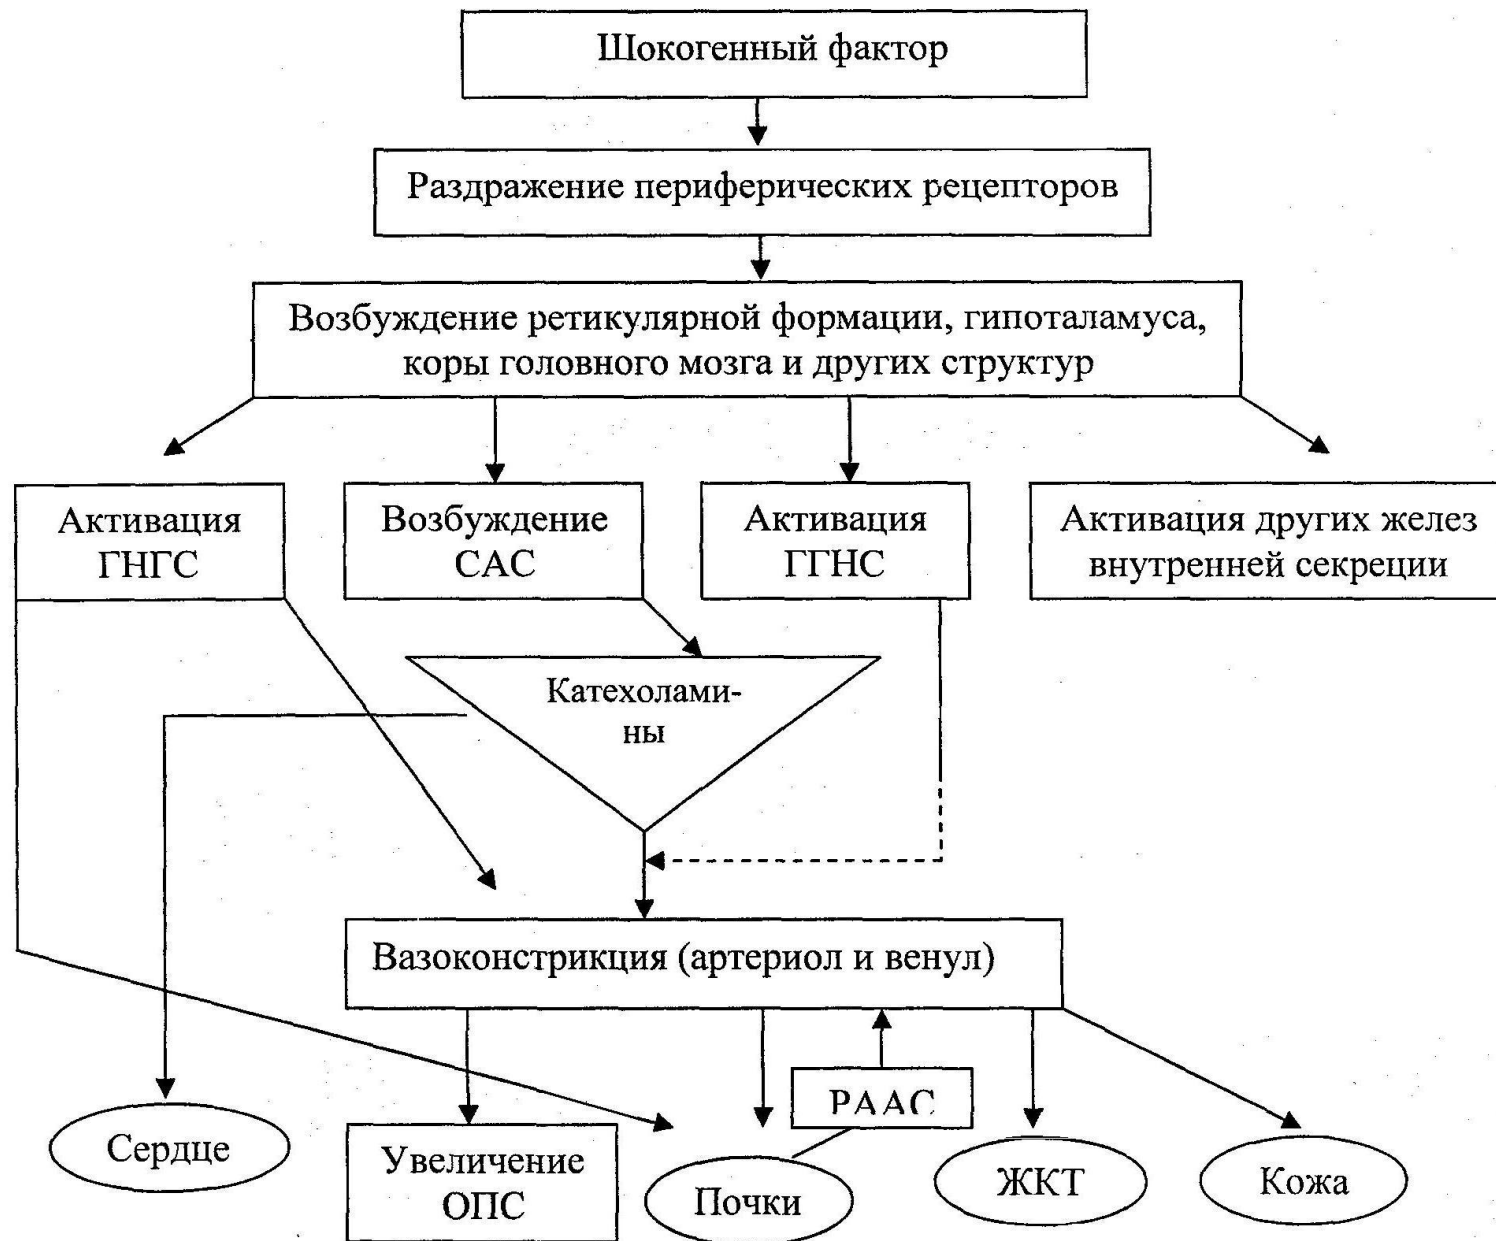 Шокогенный фактор
Раздражение периферических рецепторов
Возбуждение ретикулярной формации, гипоталамуса,
коры головного мозга и других структур
Активация
ГНГС
Возбуждение
САС
Активация
ГГНС
Активация других желез
внутренней секреции
Катехолами-
ны
Вазоконстрикция (артериол и венул)
РААС
Сердце
Увеличение
ОПС
Почки
ЖКТ
Кожа